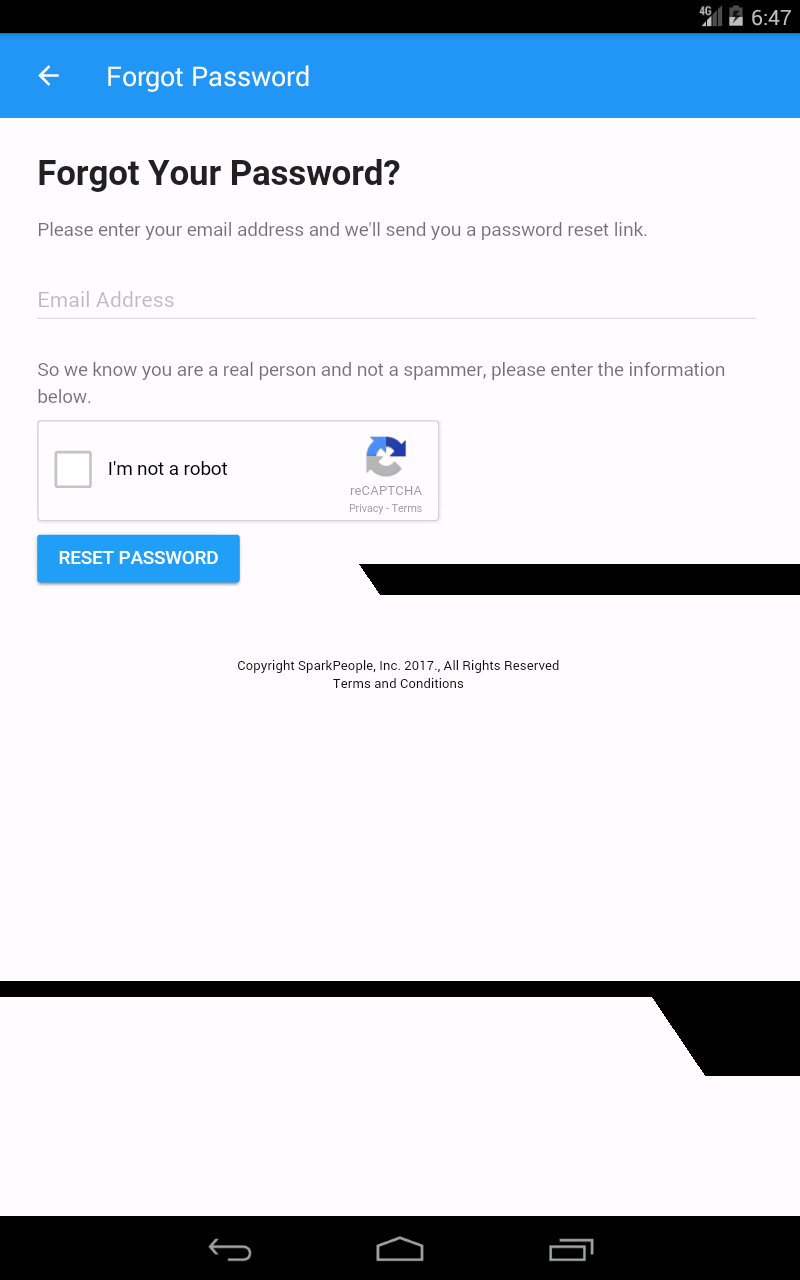 4G 6:47
Forgot Password
Forgot Your Password?
Please enter your email address and we'll send you a password reset link.
Email Address
So we know you are a real person and not a spammer, please enter the information
below.
I'm not a robot
reCAPTCHA
Privacy - Terms
RESET PASSWORD
Copyright SparkPeople, Inc. 2017., All Rights Reserved
Terms and Conditions